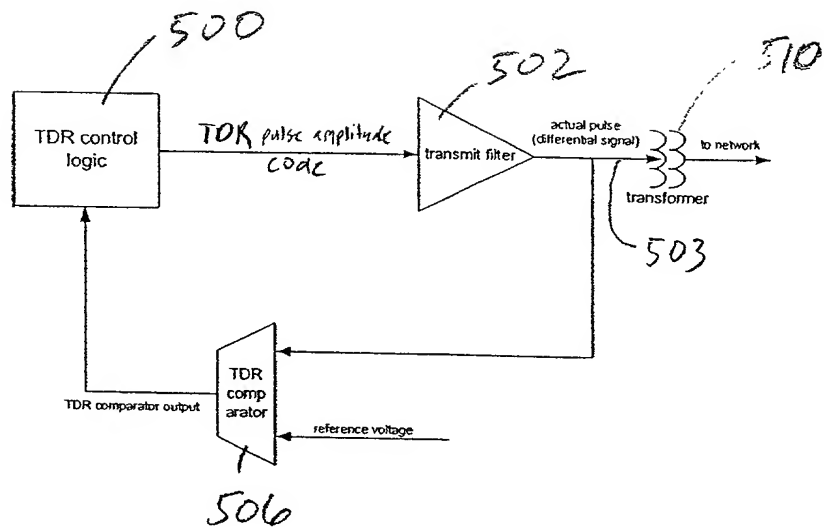 500
502
510
TDR control
logic
TDR pulse amplitude
code
transmit filter
actual pulse
(differential signal)
to network
transformer
503
TDR
comp
arator
TDR comparator output
reference voltage
506